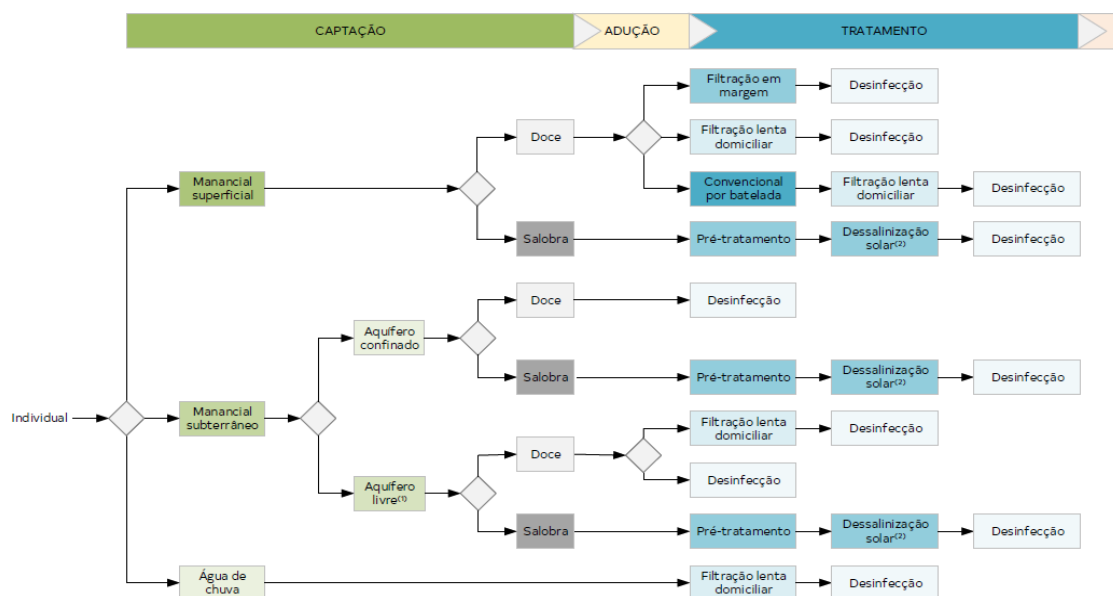 CAPTAÇÃO
ADUÇÃO
TRATAMENTO
Filtração em
margem
Desinfecção
Doce
Filtração lenta
domiciliar
Desinfecção
Manancial
superficial
Convencional
por batelada
Filtração lenta
domiciliar
Desinfecção
Salobra
Pré-tratamento
Dessalinização
solar(2)
Desinfecção
Doce
Desinfecção
Aquífero
confinado
Salobra
Pré-tratamento
Dessalinização
solar(2)
Desinfecção
Individual
Manancial
subterrâneo
Filtração lenta
domiciliar
Desinfecção
Doce
Desinfecção
Aquífero
livre(1)
Salobra
Pré-tratamento
Dessalinização
solar(2)
Desinfecção
Água de
chuva
Filtração lenta
domiciliar
Desinfecção